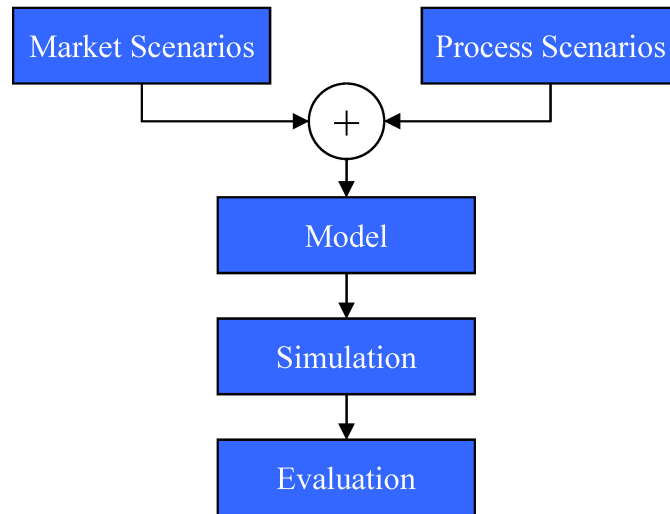 Market Scenarios
Process Scenarios
+
Model
Simulation
Evaluation